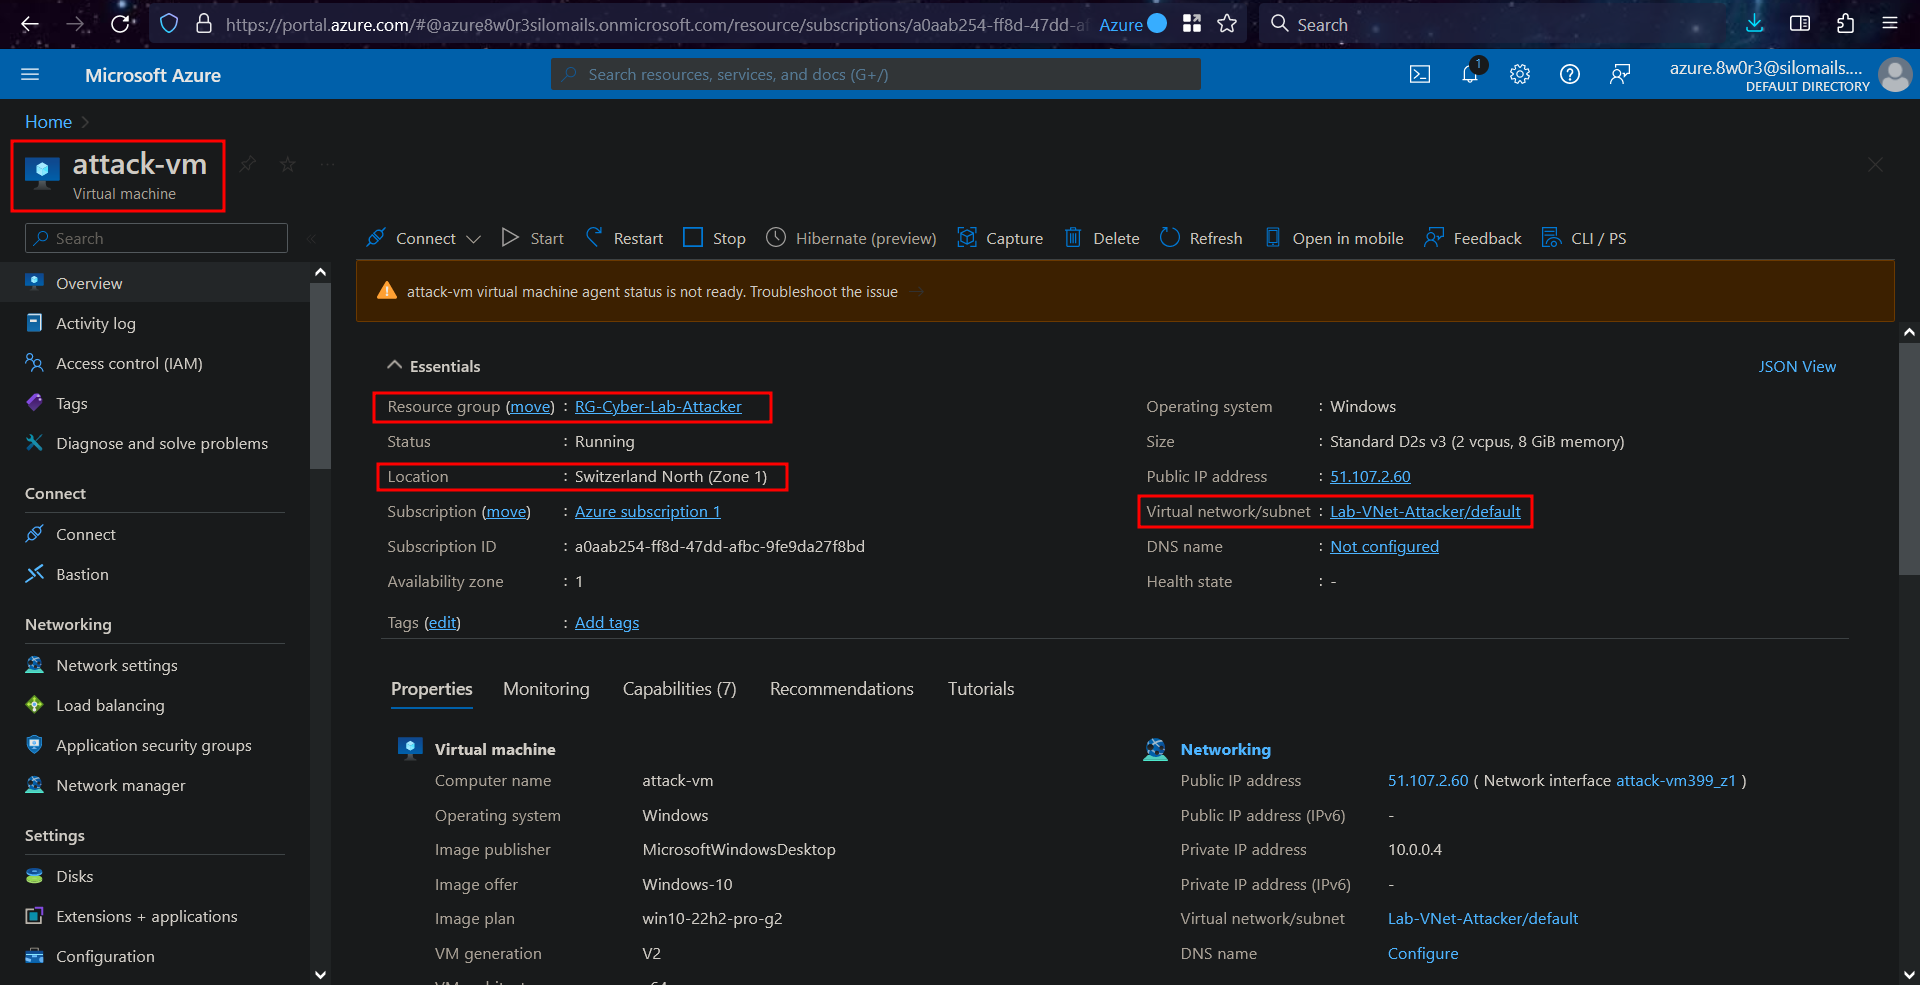 https://portal.azure.com/#@azure8w0r3silomails.onmicrosoft.com/resource/subscriptions/a0aab254-ff8d-47dd-af
Azure
Search
Microsoft Azure
Search resources, services, and docs (G+/)
1
azure.8w0r3@silomails....
DEFAULT DIRECTORY
Home
attack-vm
Virtual machine
Search
Connect
Start
Restart
Stop
Hibernate (preview)
Capture
Delete
Refresh
Open in mobile
Feedback
CLI / PS
Overview
Activity log
Access control (IAM)
Tags
Diagnose and solve problems
Connect
Connect
Bastion
Networking
Network settings
Load balancing
Application security groups
Network manager
Settings
Disks
Extensions + applications
Configuration
attack-vm virtual machine agent status is not ready. Troubleshoot the issue →
Essentials
JSON View
Resource group (move) : RG-Cyber-Lab-Attacker
Status : Running
Location : Switzerland North (Zone 1)
Subscription (move) : Azure subscription 1
Subscription ID : a0aab254-ff8d-47dd-afbc-9fe9da27f8bd
Availability zone : 1
Tags (edit) : Add tags
Operating system : Windows
Size : Standard D2s v3 (2 vcpus, 8 GiB memory)
Public IP address : 51.107.2.60
Virtual network/subnet : Lab-VNet-Attacker/default
DNS name : Not configured
Health state : -
Properties
Monitoring
Capabilities (7)
Recommendations
Tutorials
Virtual machine
Computer name attack-vm
Operating system Windows
Image publisher MicrosoftWindowsDesktop
Image offer Windows-10
Image plan win10-22h2-pro-g2
VM generation V2
Networking
Public IP address 51.107.2.60 ( Network interface attack-vm399_z1 )
Public IP address (IPv6) -
Private IP address 10.0.0.4
Private IP address (IPv6) -
Virtual network/subnet Lab-VNet-Attacker/default
DNS name Configure